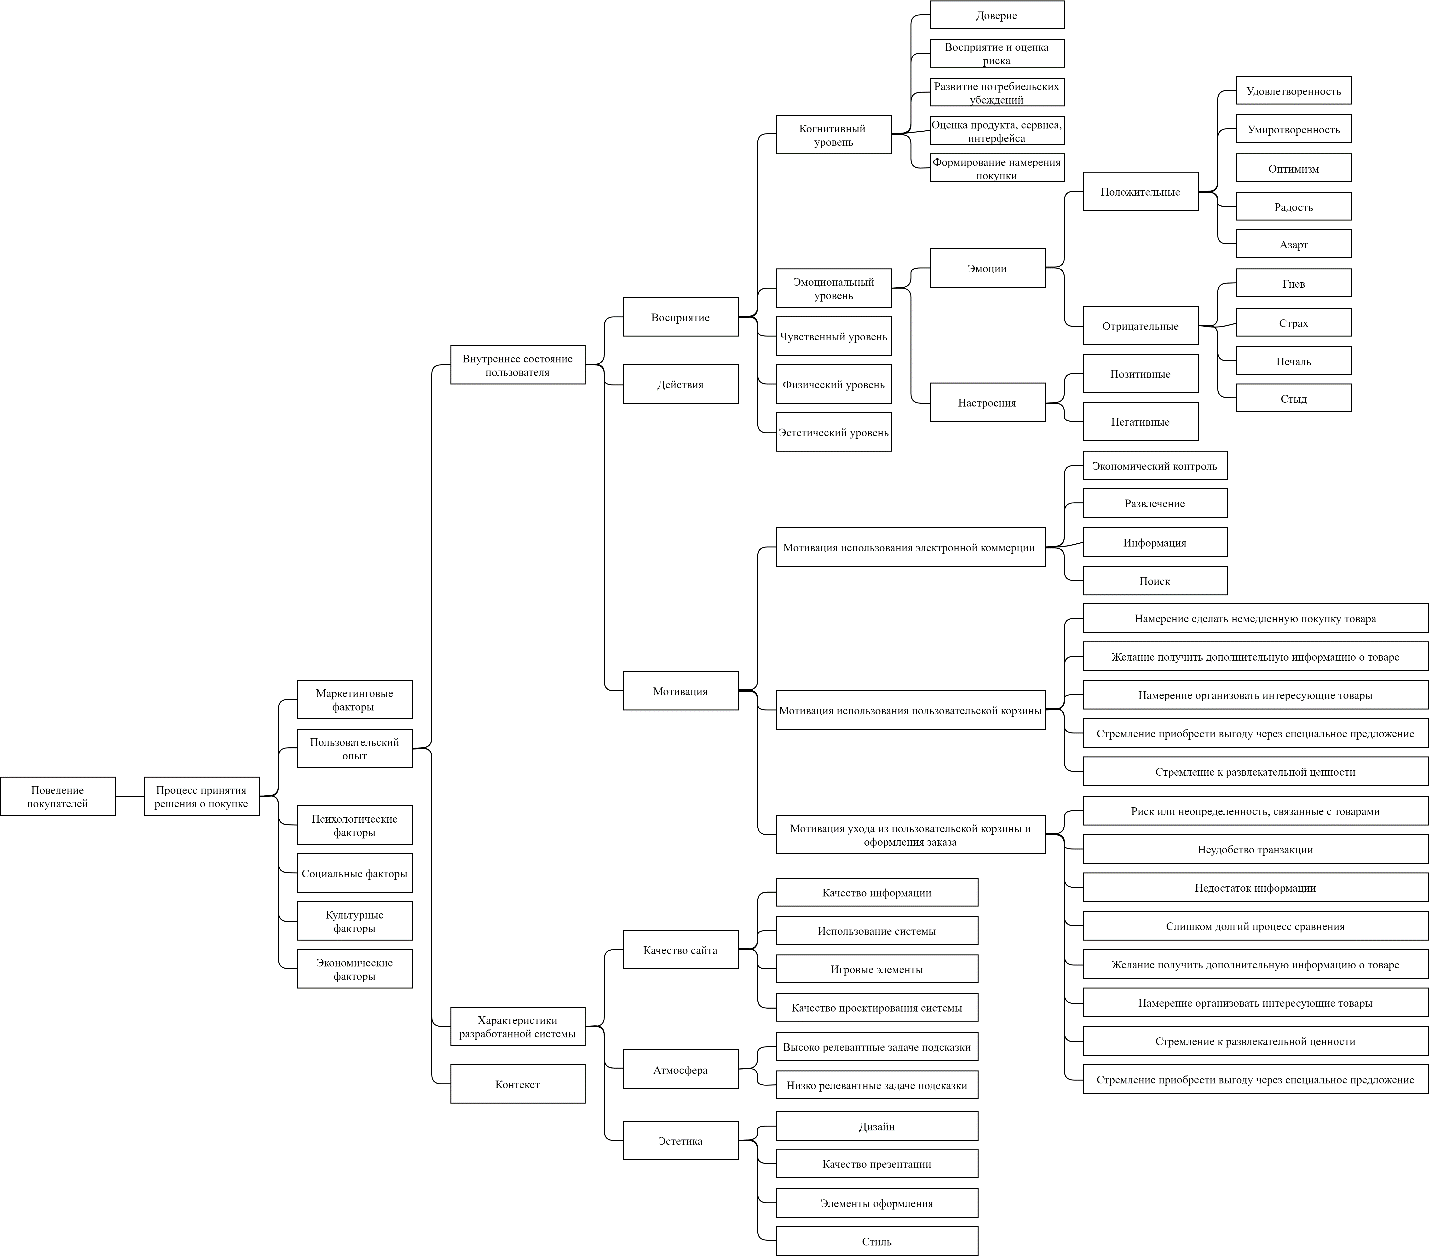 Доверие
Восприятие и оценка
риска
Развитие потребиельских
убеждений
Оценка продукта, сервиса,
интерфейса
Формирование намерения
покупки
Когнитивный
уровень
Удовлетворенность
Умиротворенность
Оптимизм
Радость
Азарт
Положительные
Эмоции
Эмоциональный
уровень
Гнев
Страх
Печаль
Стыд
Отрицательные
Восприятие
Чувственный уровень
Внутреннее состояние
пользователя
Действия
Физический уровень
Эстетический уровень
Настроения
Позитивные
Негативные
Экономический контроль
Развлечение
Информация
Поиск
Мотивация использования электронной коммерции
Намерение сделать немедленную покупку товара
Желание получить дополнительную информацию о товаре
Намерение организовать интересующие товары
Стремление приобрести выгоду через специальное предложение
Стремление к развлекательной ценности
Мотивация
Мотивация использования пользовательской корзины
Маркетинговые
факторы
Пользовательский
опыт
Поведение
покупателей
Процесс принятия
решения о покупке
Психологические
факторы
Социальные факторы
Культурные
факторы
Экономические
факторы
Мотивация ухода из пользовательской корзины и
оформления заказа
Риск или неопределенность, связанные с товарами
Неудобство транзакции
Недостаток информации
Слишком долгий процесс сравнения
Желание получить дополнительную информацию о товаре
Намерение организовать интересующие товары
Стремление к развлекательной ценности
Стремление приобрести выгоду через специальное предложение
Качество информации
Использование системы
Игровые элементы
Качество проектирования системы
Качество сайта
Характеристики
разработанной системы
Контекст
Атмосфера
Высоко релевантные задаче подсказки
Низко релевантные задаче подсказки
Эстетика
Дизайн
Качество презентации
Элементы оформления
Стиль